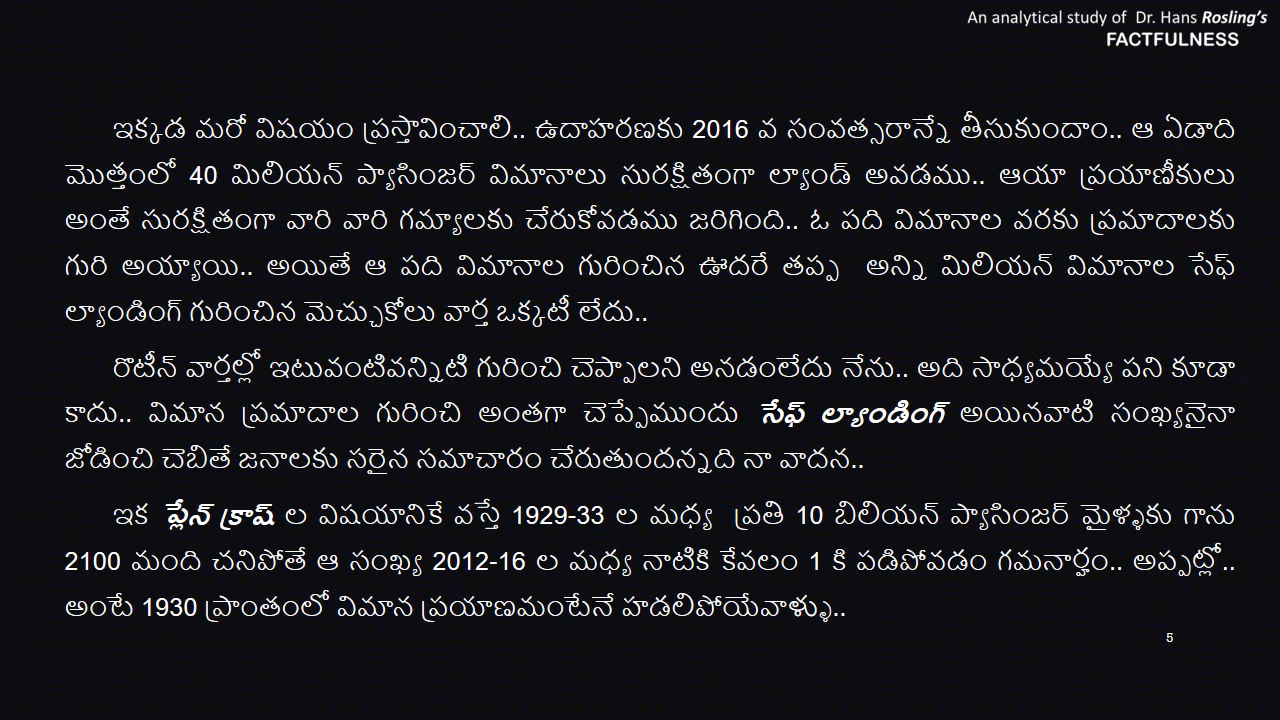 An analytical study of Dr. Hans Rosling's
FACTFULNESS
ఇక్కడ మరో విషయం ప్రస్తావించాలి.. ఉదాహరణకు 2016 వ సంవత్సరాన్నే తీసుకుందాం.. ఆ ఏడాది
మొత్తంలో 40 మిలియన్ ప్యాసింజర్ విమానాలు సురక్షితంగా ల్యాండ్ అవడము.. ఆయా ప్రయాణీకులు
అంతే సురక్షితంగా వారి వారి గమ్యాలకు చేరుకోవడము జరిగింది.. ఓ పది విమానాల వరకు ప్రమాదాలకు
గురి అయ్యాయి.. అయితే ఆ పది విమానాల గురించిన ఊదరే తప్ప అన్ని మిలియన్ విమానాల సేఫ్
ల్యాండింగ్ గురించిన మెచ్చుకోలు వార్త ఒక్కటీ లేదు..
రొటీన్ వార్తల్లో ఇటువంటివన్నిటి గురించి చెప్పాలని అనడంలేదు నేను.. అది సాధ్యమయ్యే పని కూడా
కాదు.. విమాన ప్రమాదాల గురించి అంతగా చెప్పేముందు సేఫ్ ల్యాండింగ్ అయినవాటి సంఖ్యనైనా
జోడించి చెబితే జనాలకు సరైన సమాచారం చేరుతుందన్నది నా వాదన..
ఇక ప్లేన్ క్రాష్ ల విషయానికే వస్తే 1929-33 ల మధ్య ప్రతి 10 బిలియన్ ప్యాసింజర్ మైళ్ళకు గాను
2100 మంది చనిపోతే ఆ సంఖ్య 2012-16 ల మధ్య నాటికి కేవలం 1 కి పడిపోవడం గమనార్హం.. అప్పట్లో..
అంటే 1930 ప్రాంతంలో విమాన ప్రయాణమంటేనే హడలిపోయేవాళ్ళు..
5